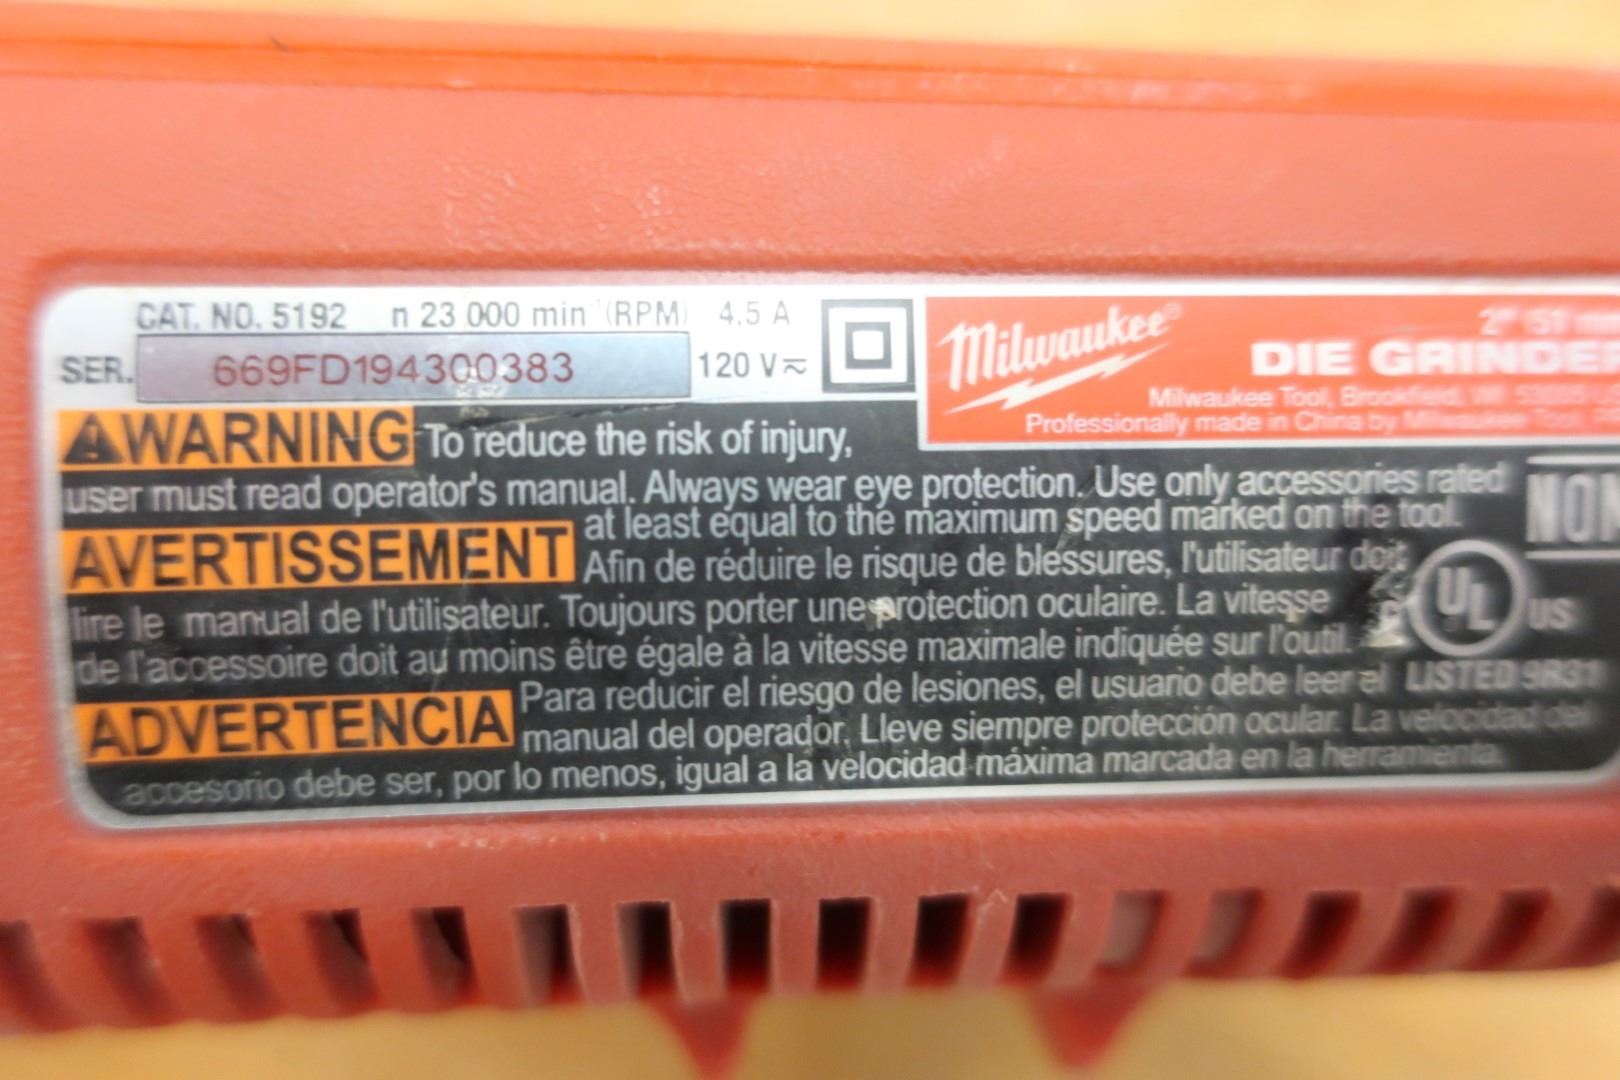 CAT. NO. 5192 n 23 000 min⁻¹ (RPM) 4.5 A
SER. 669FD194300383 120 V
Milwaukee®
2" (51
DIE GRINDER
Milwaukee Tool, Brookfield, WI 53005
Professionally made in China by Milwaukee Tool,
WARNING To reduce the risk of injury,
user must read operator's manual. Always wear eye protection. Use only accessories rated
at least equal to the maximum speed marked on the tool.
AVERTISSEMENT Afin de réduire le risque de blessures, l'utilisateur doit
lire le manual de l'utilisateur. Toujours porter une protection oculaire. La vitesse
de l'accessoire doit au moins être égale à la vitesse maximale indiquée sur l'outil.
NOM
C UL US
LISTED 9R31
ADVERTENCIA Para reducir el riesgo de lesiones, el usuario debe leer el
manual del operador. Lleve siempre protección ocular. La velocidad del
accesorio debe ser, por lo menos, igual a la velocidad máxima marcada en la herramienta.